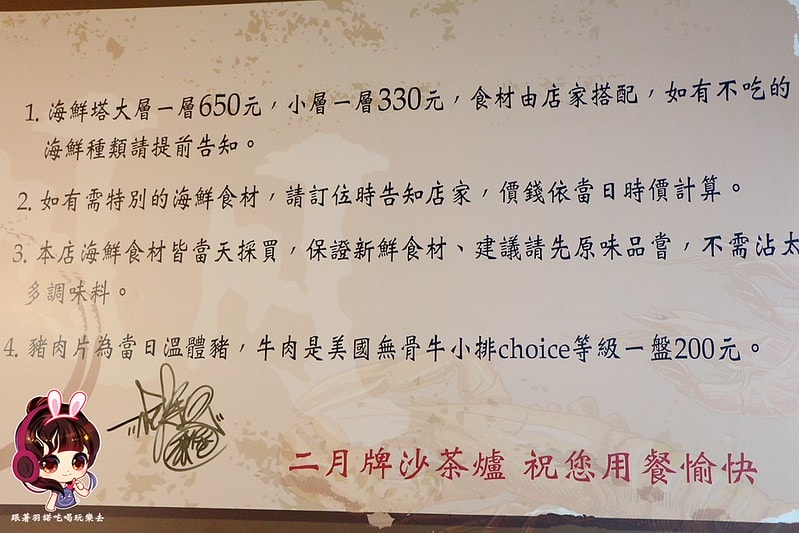 1. 海鮮塔大層一層650元，小層一層330元，食材由店家搭配，如有不吃的
海鮮種類請提前告知。
2. 如有需特別的海鮮食材，請訂位時告知店家，價錢依當日時價計算。
3. 本店海鮮食材皆當天採買，保證新鮮食材、建議請先原味品嘗，不需沾太
多調味料。
4. 豬肉片為當日溫體豬，牛肉是美國無骨牛小排choice等級一盤200元。
二月牌沙茶爐 祝您用餐愉快
跟著羽諾吃喝玩樂去